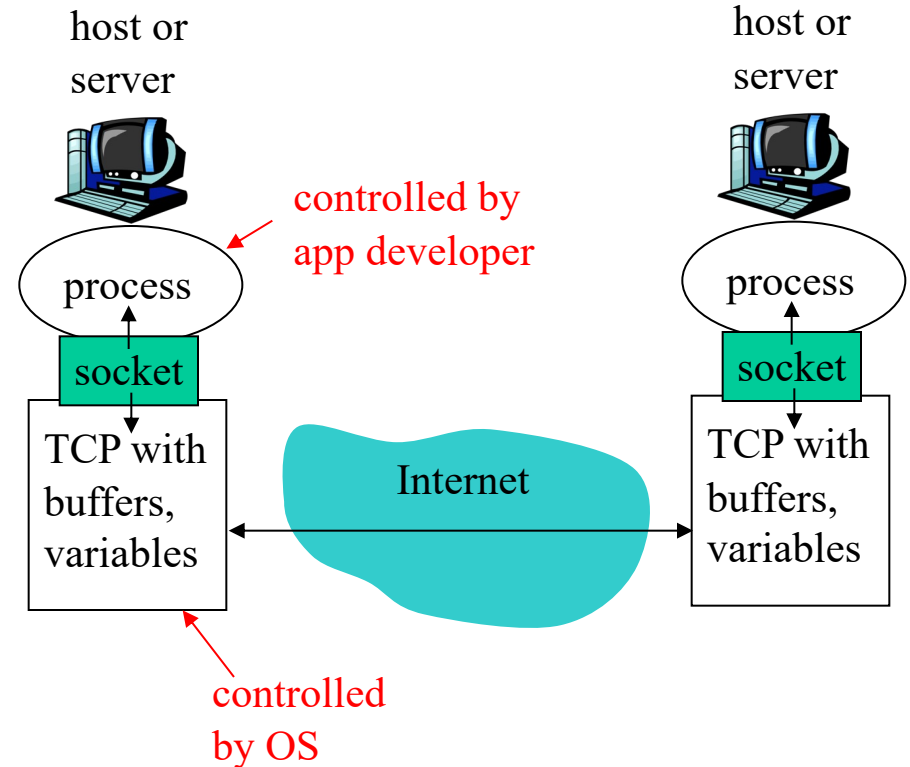 host or
server
host or
server
controlled by
app developer
process
process
socket
socket
TCP with
buffers,
variables
Internet
TCP with
buffers,
variables
controlled
by OS